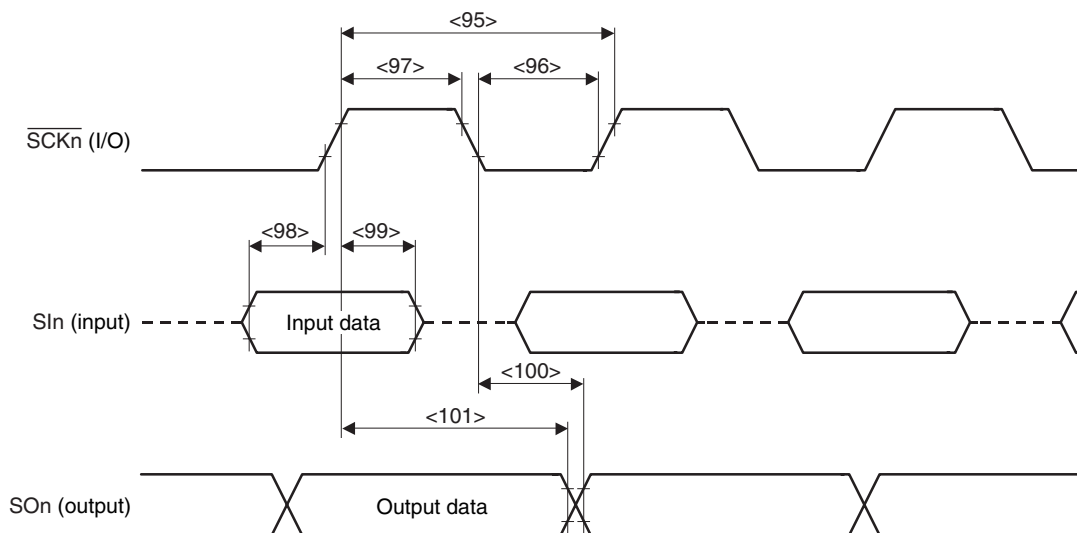 <95>
<97> <96>
SCKn (I/O)
<98> <99>
SIn (input) Input data
<100>
<101>
SOn (output) Output data